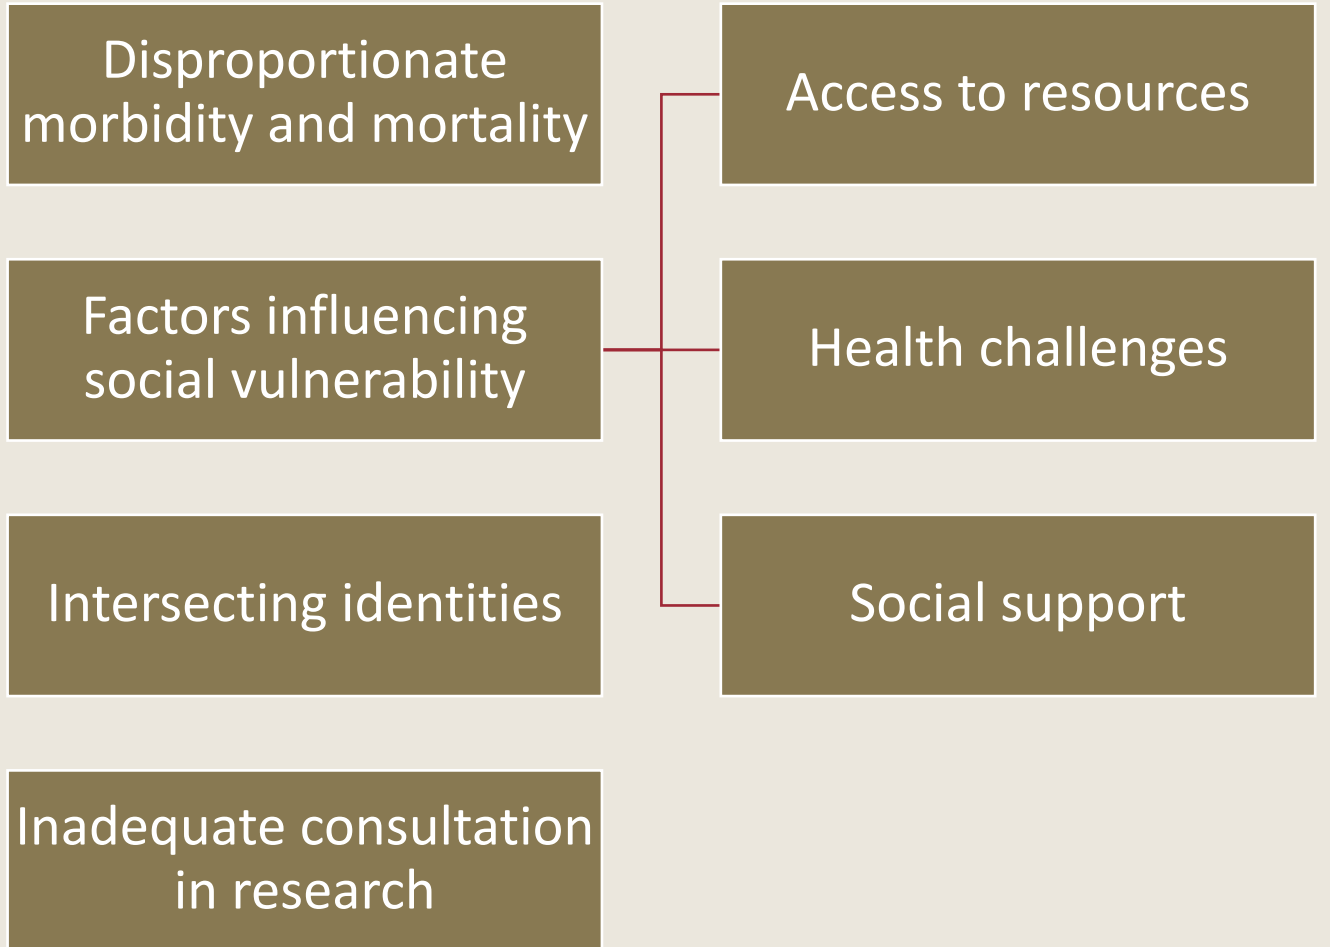 Disproportionate
morbidity and mortality
Factors influencing
social vulnerability
Access to resources
Health challenges
Social support
Intersecting identities
Inadequate consultation
in research